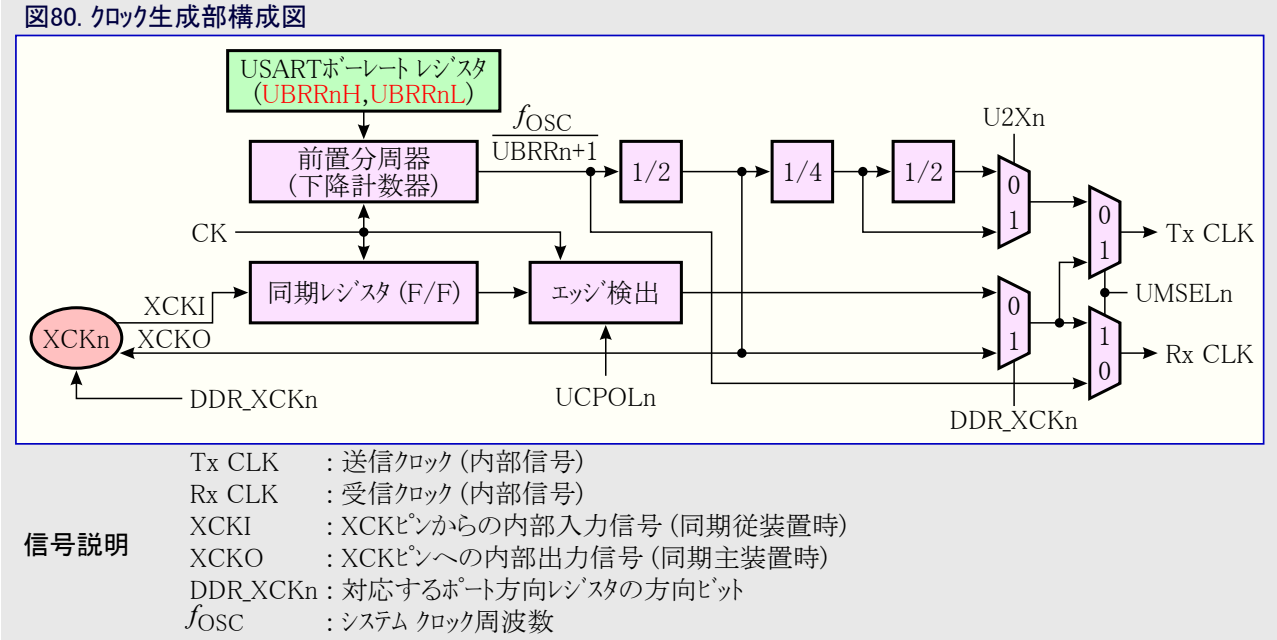 図80. クロック生成部構成図
USARTボーレート レジスタ
(UBRRnH,UBRRnL)
前置分周器
(下降計数器)
fOSC
UBRRn+1
1/2
1/4
1/2
U2Xn
0
1
0
1
Tx CLK
CK
同期レジスタ (F/F)
エッジ検出
XCKI
XCKn
XCKO
0
1
UMSELn
1
0
Rx CLK
DDR_XCKn
UCPOLn
DDR_XCKn
信号説明
Tx CLK : 送信クロック (内部信号)
Rx CLK : 受信クロック (内部信号)
XCKI : XCKピンからの内部入力信号 (同期従装置時)
XCKO : XCKピンへの内部出力信号 (同期主装置時)
DDR_XCKn : 対応するポート方向レジスタの方向ビット
fOSC : システム クロック周波数